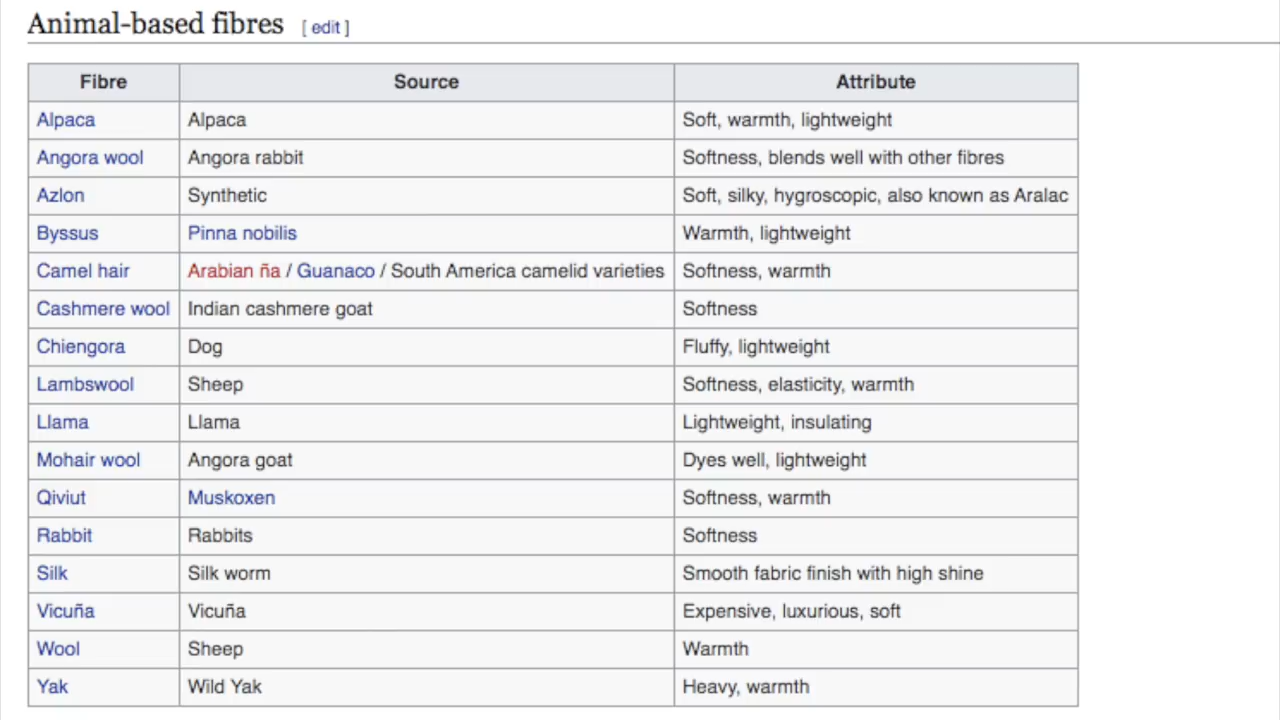 Animal-based fibres [ edit ]
Fibre Source Attribute
Alpaca Alpaca Soft, warmth, lightweight
Angora wool Angora rabbit Softness, blends well with other fibres
Azlon Synthetic Soft, silky, hygroscopic, also known as Aralac
Byssus Pinna nobilis Warmth, lightweight
Camel hair Arabian ña / Guanaco / South America camelid varieties Softness, warmth
Cashmere wool Indian cashmere goat Softness
Chiengora Dog Fluffy, lightweight
Lambswool Sheep Softness, elasticity, warmth
Llama Llama Lightweight, insulating
Mohair wool Angora goat Dyes well, lightweight
Qiviut Muskoxen Softness, warmth
Rabbit Rabbits Softness
Silk Silk worm Smooth fabric finish with high shine
Vicuña Vicuña Expensive, luxurious, soft
Wool Sheep Warmth
Yak Wild Yak Heavy, warmth